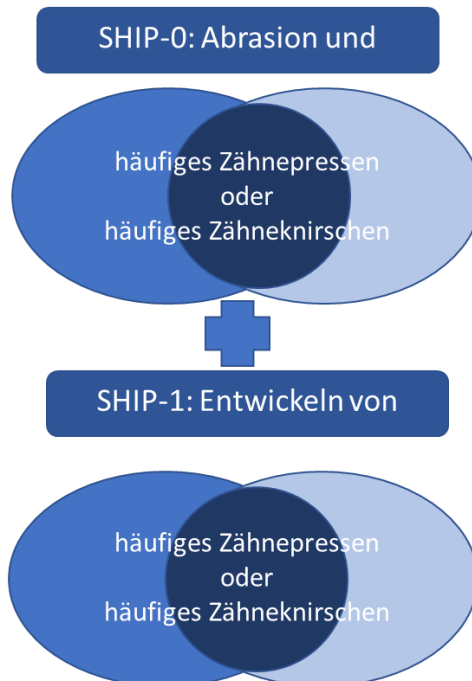 SHIP-0: Abrasion und
häufiges Zähnepressen
oder
häufiges Zähneknirschen
SHIP-1: Entwickeln von
häufiges Zähnepressen
oder
häufiges Zähneknirschen